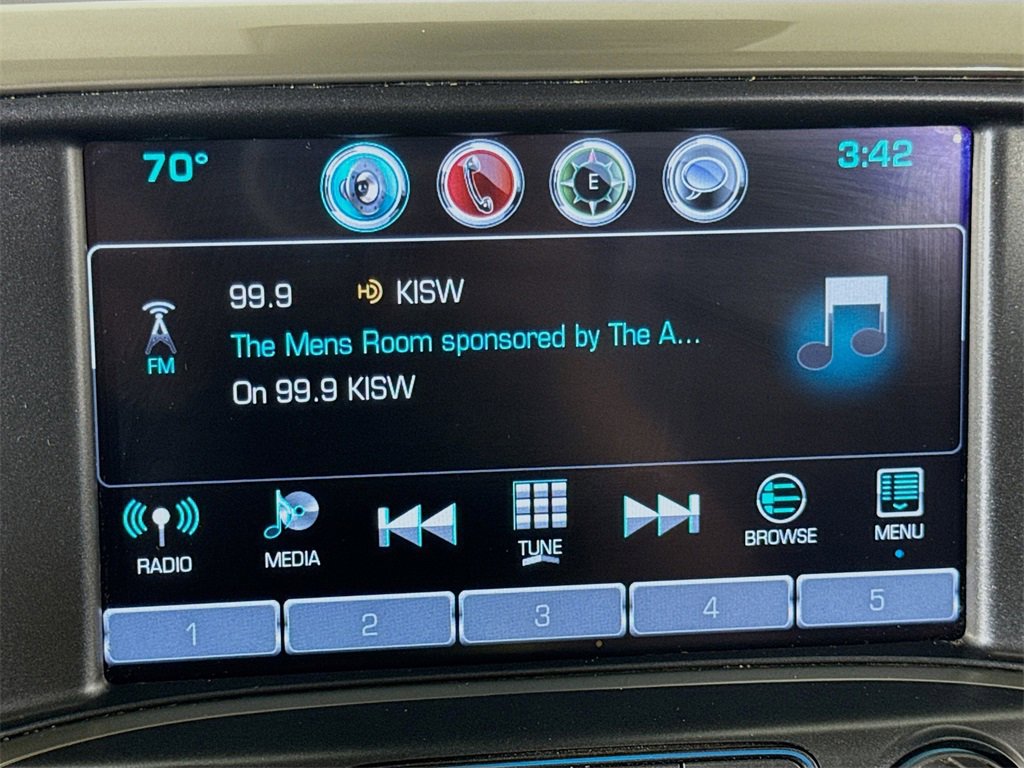 70° E 3:42
99.9 HD KISW
The Mens Room sponsored by The A...
FM
On 99.9 KISW
RADIO MEDIA TUNE BROWSE MENU
1 2 3 4 5